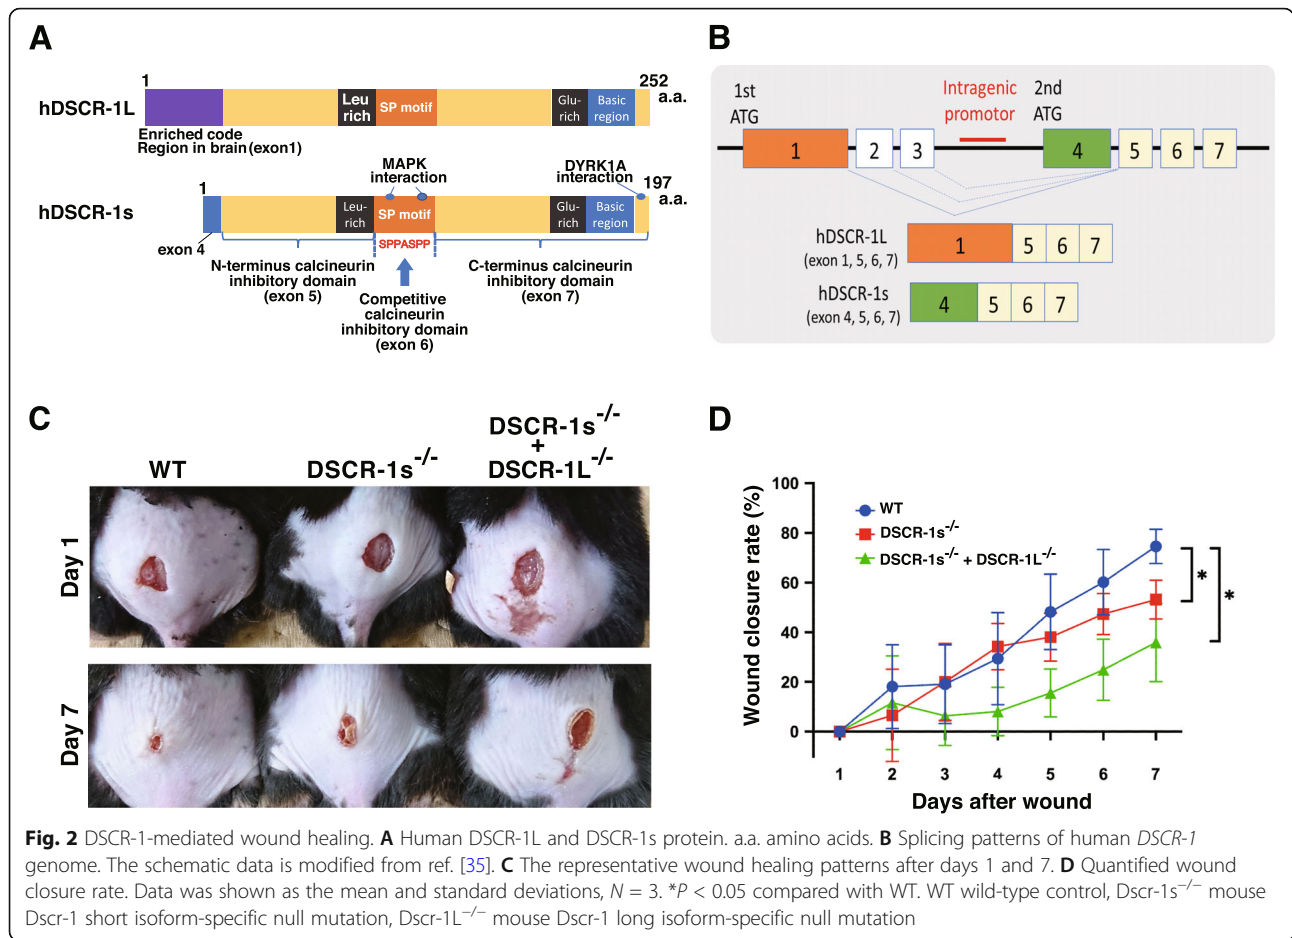 A
1
252
a.a.
hDSCR-1L
Leu
rich
SP motif
Glu-
rich
Basic
region
Enriched code
Region in brain (exon1)
MAPK
interaction
DYRK1A
interaction
1
197
a.a.
hDSCR-1s
Leu-
rich
SP motif
Glu-
rich
Basic
region
exon 4
SPPASPP
N-terminus calcineurin
inhibitory domain
(exon 5)
C-terminus calcineurin
inhibitory domain
(exon 7)
Competitive
calcineurin
inhibitory domain
(exon 6)
B
1st
ATG
Intragenic
promotor
2nd
ATG
1 2 3 4 5 6 7
hDSCR-1L
(exon 1, 5, 6, 7)
1 5 6 7
hDSCR-1s
(exon 4, 5, 6, 7)
4 5 6 7
C
WT
DSCR-1s-/-
DSCR-1s-/-
+
DSCR-1L-/-
Day 1
Day 7
D
Wound closure rate (%)
100
80
60
40
20
0
WT
DSCR-1s-/-
DSCR-1s-/- + DSCR-1L-/-
*
*
1 2 3 4 5 6 7
Days after wound
Fig. 2 DSCR-1-mediated wound healing. A Human DSCR-1L and DSCR-1s protein. a.a. amino acids. B Splicing patterns of human DSCR-1
genome. The schematic data is modified from ref. [35]. C The representative wound healing patterns after days 1 and 7. D Quantified wound
closure rate. Data was shown as the mean and standard deviations, N = 3. *P < 0.05 compared with WT. WT wild-type control, Dscr-1s−/− mouse
Dscr-1 short isoform-specific null mutation, Dscr-1L−/− mouse Dscr-1 long isoform-specific null mutation